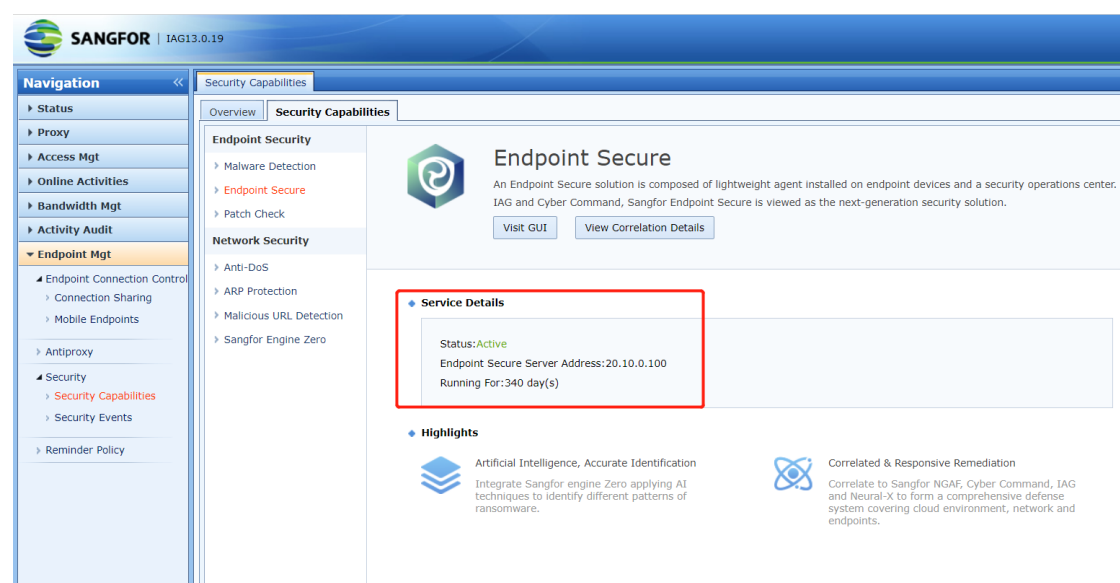 SANGFOR | IAG13.0.19
Navigation
Status
Proxy
Access Mgt
Online Activities
Bandwidth Mgt
Activity Audit
Endpoint Mgt
Endpoint Connection Control
Connection Sharing
Mobile Endpoints
Antiproxy
Security
Security Capabilities
Security Events
Reminder Policy
Security Capabilities
Overview
Security Capabilities
Endpoint Security
Malware Detection
Endpoint Secure
Patch Check
Network Security
Anti-DoS
ARP Protection
Malicious URL Detection
Sangfor Engine Zero
Endpoint Secure
An Endpoint Secure solution is composed of lightweight agent installed on endpoint devices and a security operations center.
IAG and Cyber Command, Sangfor Endpoint Secure is viewed as the next-generation security solution.
Visit GUI
View Correlation Details
Service Details
Status:Active
Endpoint Secure Server Address:20.10.0.100
Running For:340 day(s)
Highlights
Artificial Intelligence, Accurate Identification
Integrate Sangfor engine Zero applying AI
techniques to identify different patterns of
ransomware.
Correlated & Responsive Remediation
Correlate to Sangfor NGAF, Cyber Command, IAG
and Neural-X to form a comprehensive defense
system covering cloud environment, network and
endpoints.